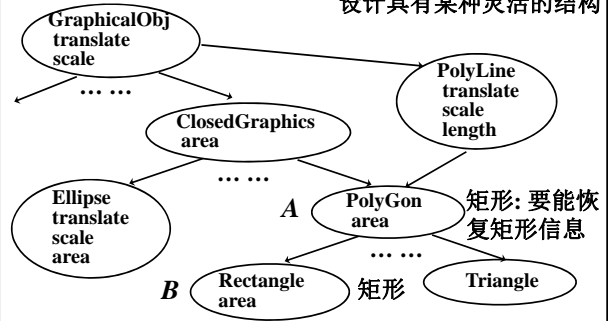 设计具有某种灵活的结构
GraphicalObj
translate
scale
... ...
PolyLine
translate
scale
length
ClosedGraphics
area
... ...
Ellipse
translate
scale
area
A
PolyGon
area
矩形: 要能恢
复矩形信息
... ...
B
Rectangle
area
矩形
Triangle